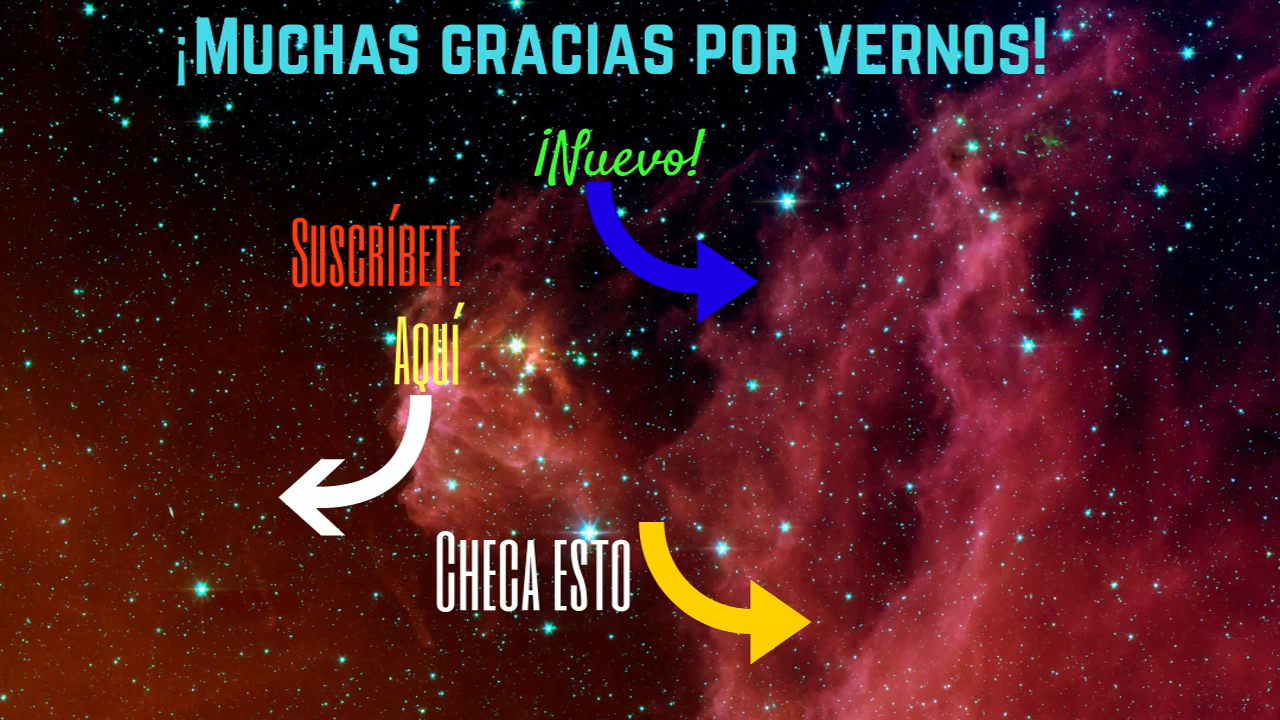 ¡Muchas gracias por vernos!
¡Nuevo!
Suscríbete
Aquí
Checa esto